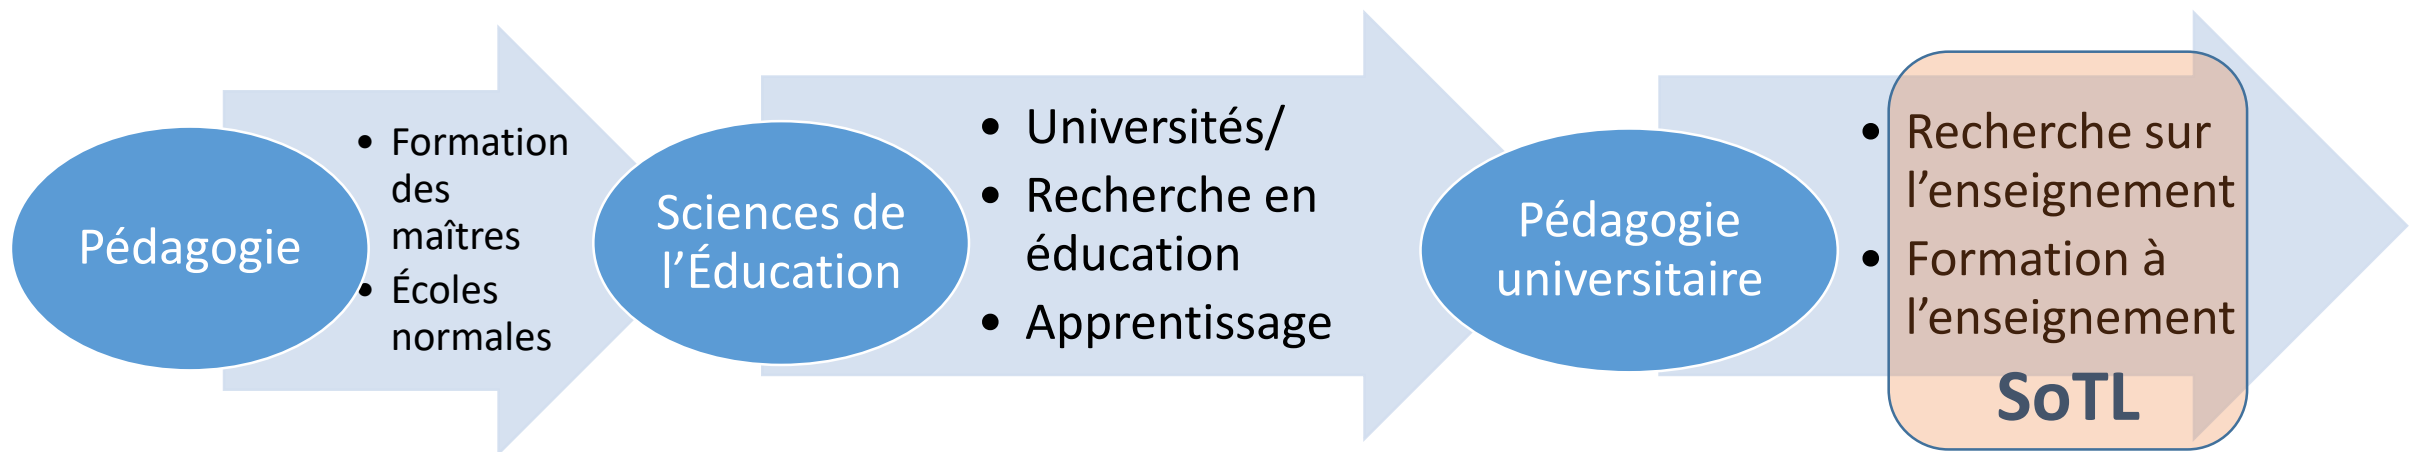 Pédagogie
• Formation
des
maîtres
• Écoles
normales
Sciences de
l’Éducation
• Universités/
• Recherche en
éducation
• Apprentissage
Pédagogie
universitaire
• Recherche sur
l’enseignement
• Formation à
l’enseignement
SoTL